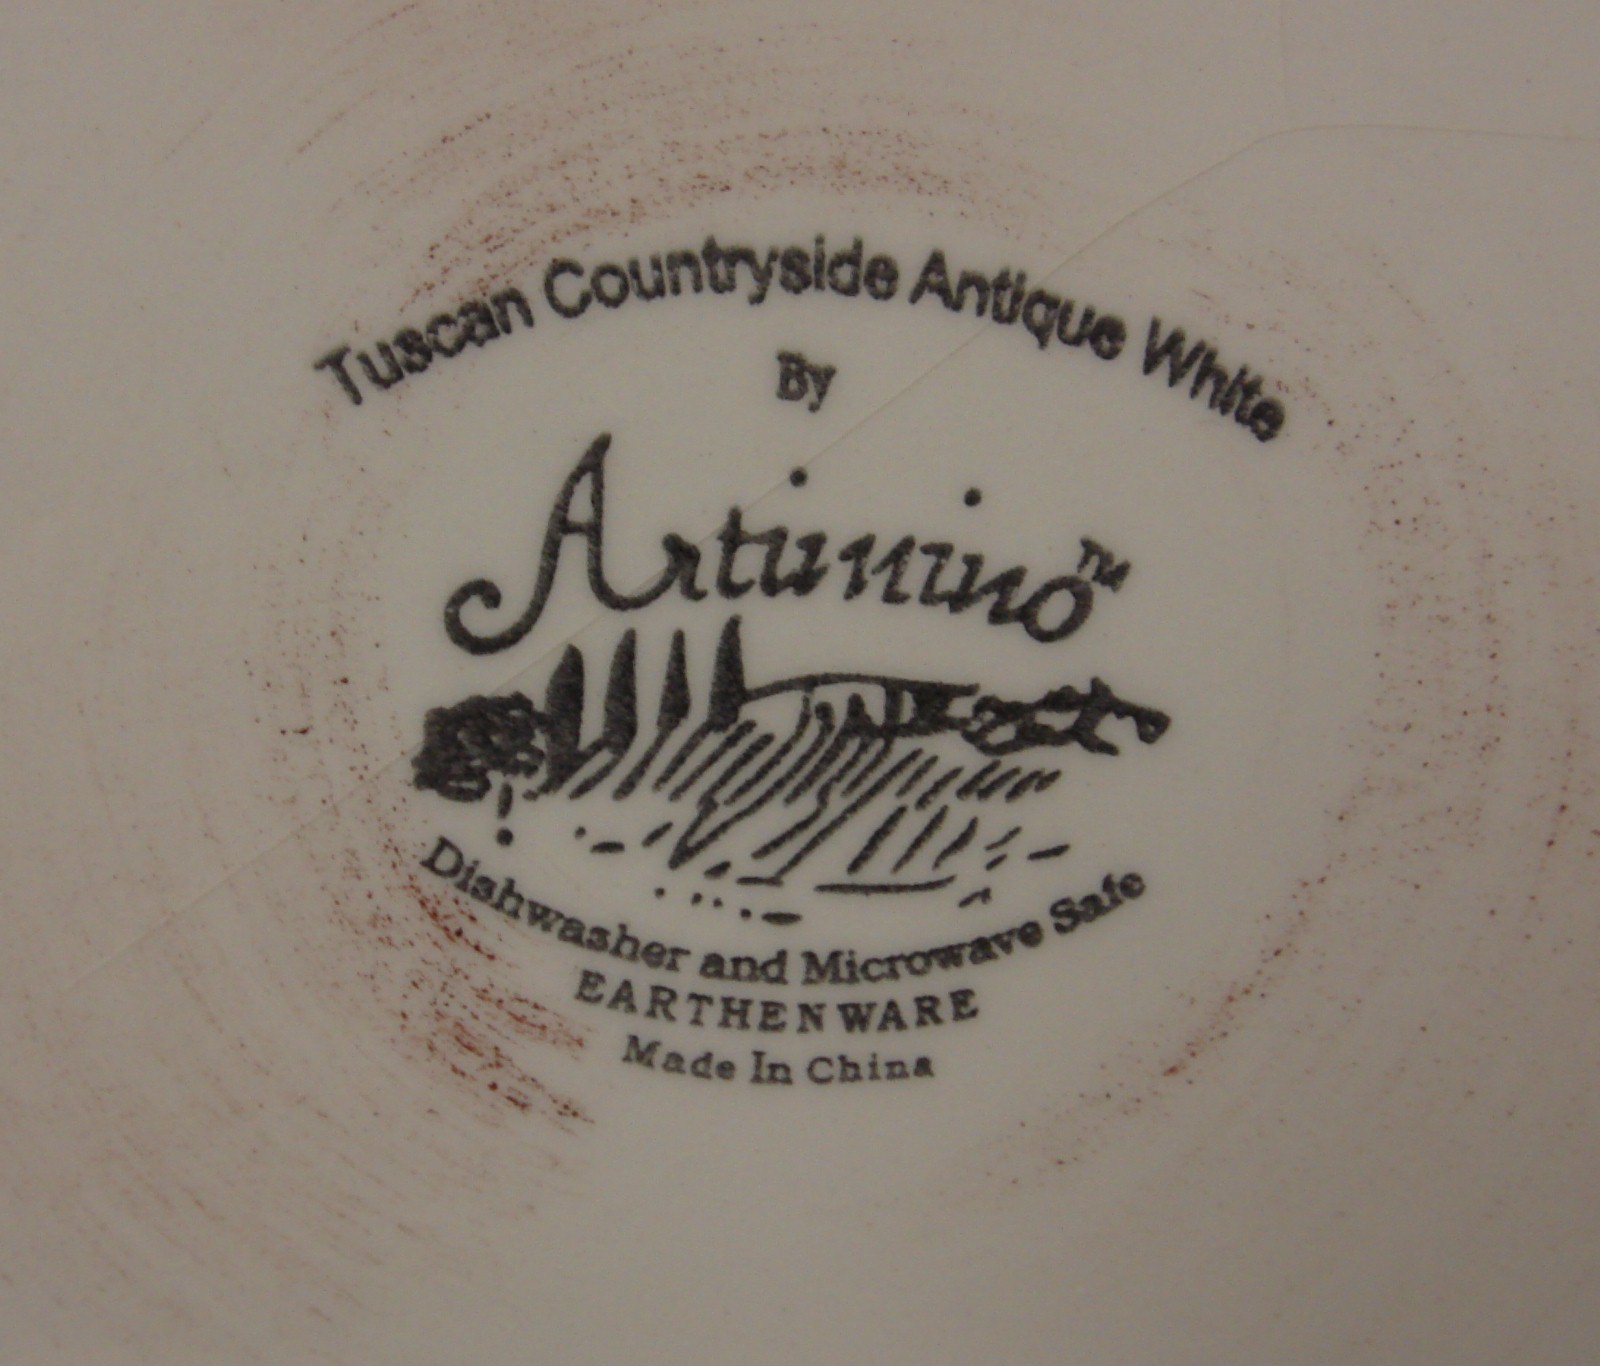 Tuscan Countryside Antique White
By
Artimino™
Dishwasher and Microwave Safe
EARTHENWARE
Made In China